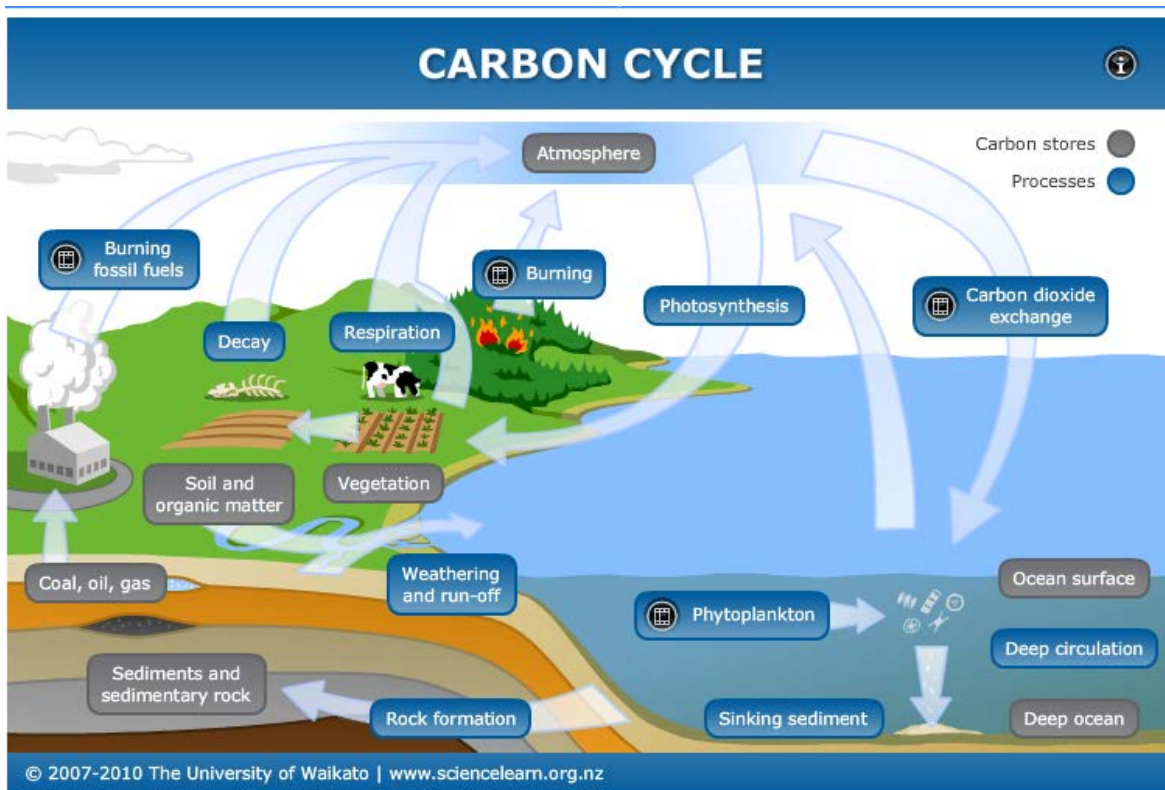 CARBON CYCLE
Atmosphere
Carbon stores
Processes
Burning
fossil fuels
Burning
Decay
Respiration
Photosynthesis
Carbon dioxide
exchange
Soil and
organic matter
Vegetation
Coal, oil, gas
Weathering
and run-off
Ocean surface
Phytoplankton
Deep circulation
Sediments and
sedimentary rock
Rock formation
Sinking sediment
Deep ocean
© 2007-2010 The University of Waikato | www.sciencelearn.org.nz